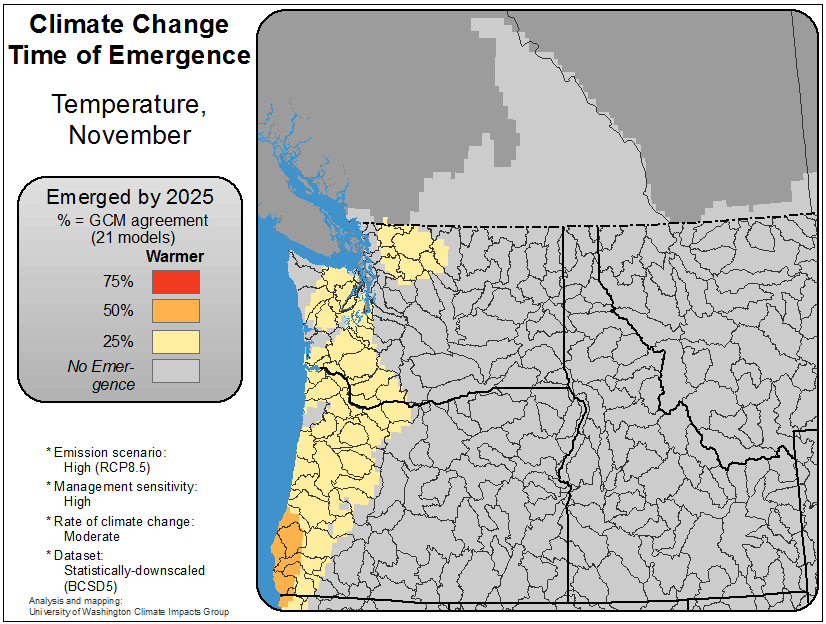 Climate Change
Time of Emergence
Temperature,
November
Emerged by 2025
% = GCM agreement
(21 models)
Warmer
75%
50%
25%
No Emer-
gence
* Emission scenario:
High (RCP8.5)
* Management sensitivity:
High
* Rate of climate change:
Moderate
* Dataset:
Statistically-downscaled
(BCSD5)
Analysis and mapping:
University of Washington Climate Impacts Group